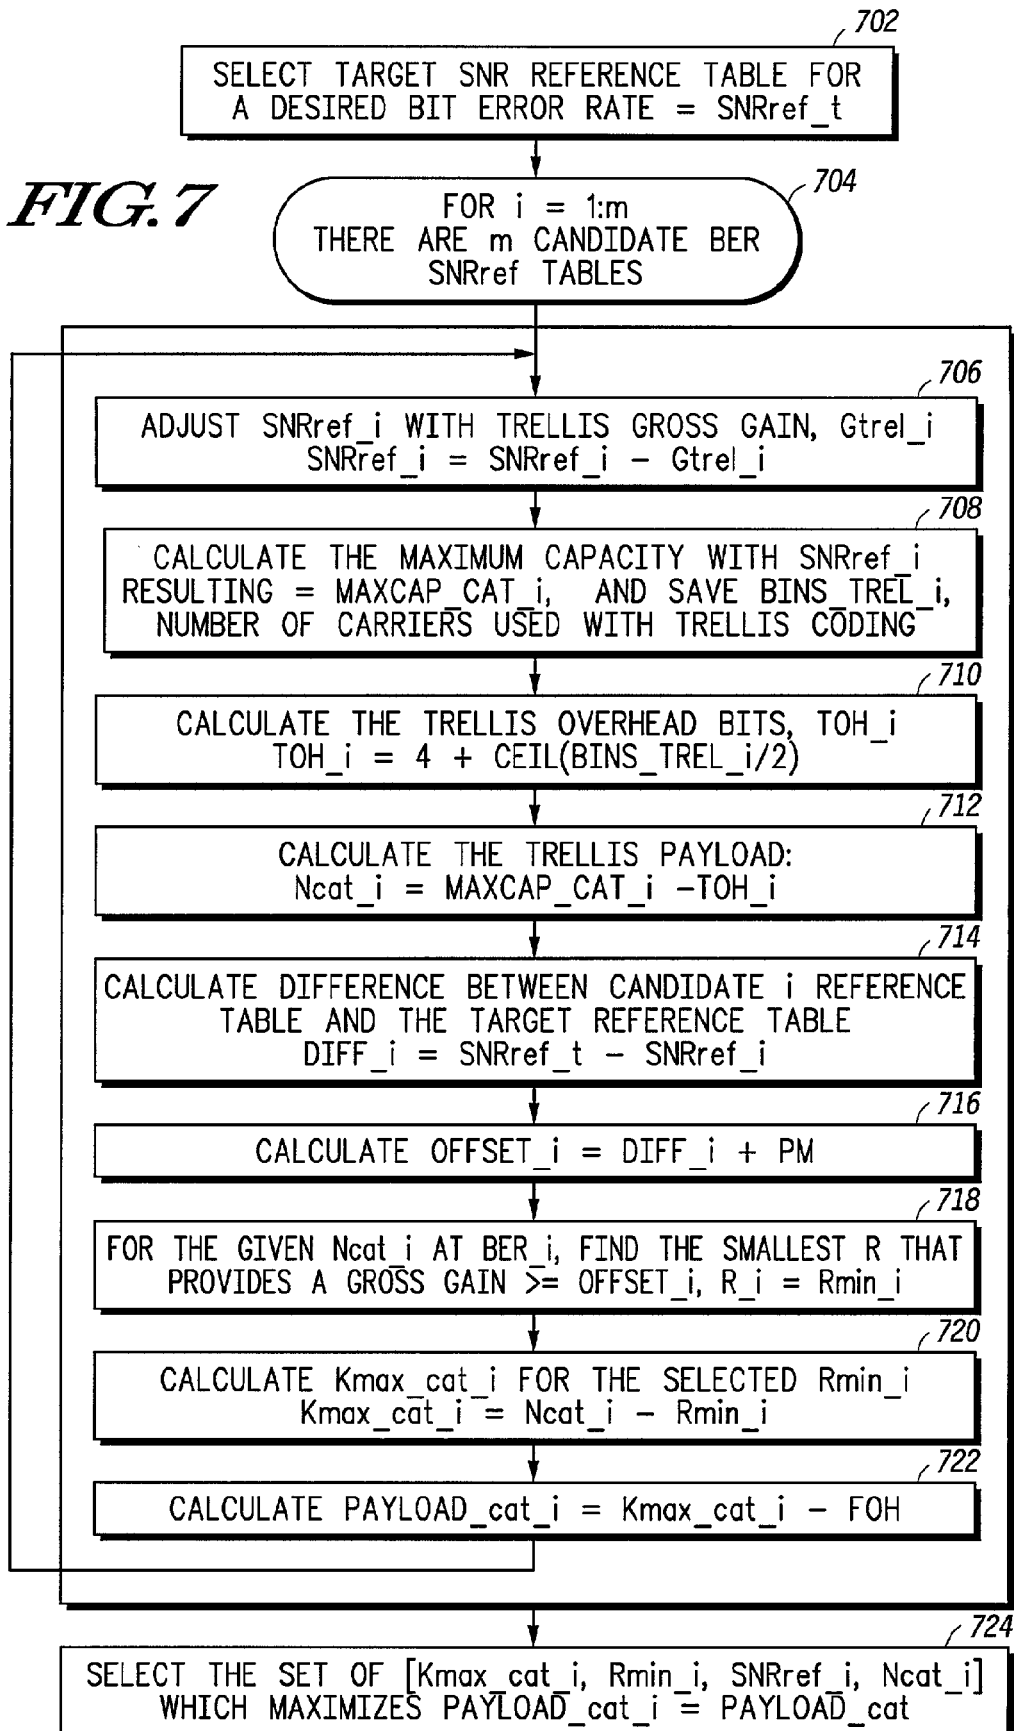 702
SELECT TARGET SNR REFERENCE TABLE FOR
A DESIRED BIT ERROR RATE = SNRref_t
FIG. 7
704
FOR i = 1:m
THERE ARE m CANDIDATE BER
SNRref TABLES
706
ADJUST SNRref_i WITH TRELLIS GROSS GAIN, Gtrel_i
SNRref_i = SNRref_i - Gtrel_i
708
CALCULATE THE MAXIMUM CAPACITY WITH SNRref_i
RESULTING = MAXCAP_CAT_i, AND SAVE BINS_TREL_i,
NUMBER OF CARRIERS USED WITH TRELLIS CODING
710
CALCULATE THE TRELLIS OVERHEAD BITS, TOH_i
TOH_i = 4 + CEIL(BINS_TREL_i/2)
712
CALCULATE THE TRELLIS PAYLOAD:
Ncat_i = MAXCAP_CAT_i -TOH_i
714
CALCULATE DIFFERENCE BETWEEN CANDIDATE i REFERENCE
TABLE AND THE TARGET REFERENCE TABLE
DIFF_i = SNRref_t - SNRref_i
716
CALCULATE OFFSET_i = DIFF_i + PM
718
FOR THE GIVEN Ncat_i AT BER_i, FIND THE SMALLEST R THAT
PROVIDES A GROSS GAIN >= OFFSET_i, R_i = Rmin_i
720
CALCULATE Kmax_cat_i FOR THE SELECTED Rmin_i
Kmax_cat_i = Ncat_i - Rmin_i
722
CALCULATE PAYLOAD_cat_i = Kmax_cat_i - FOH
724
SELECT THE SET OF [Kmax_cat_i, Rmin_i, SNRref_i, Ncat_i]
WHICH MAXIMIZES PAYLOAD_cat_i = PAYLOAD_cat